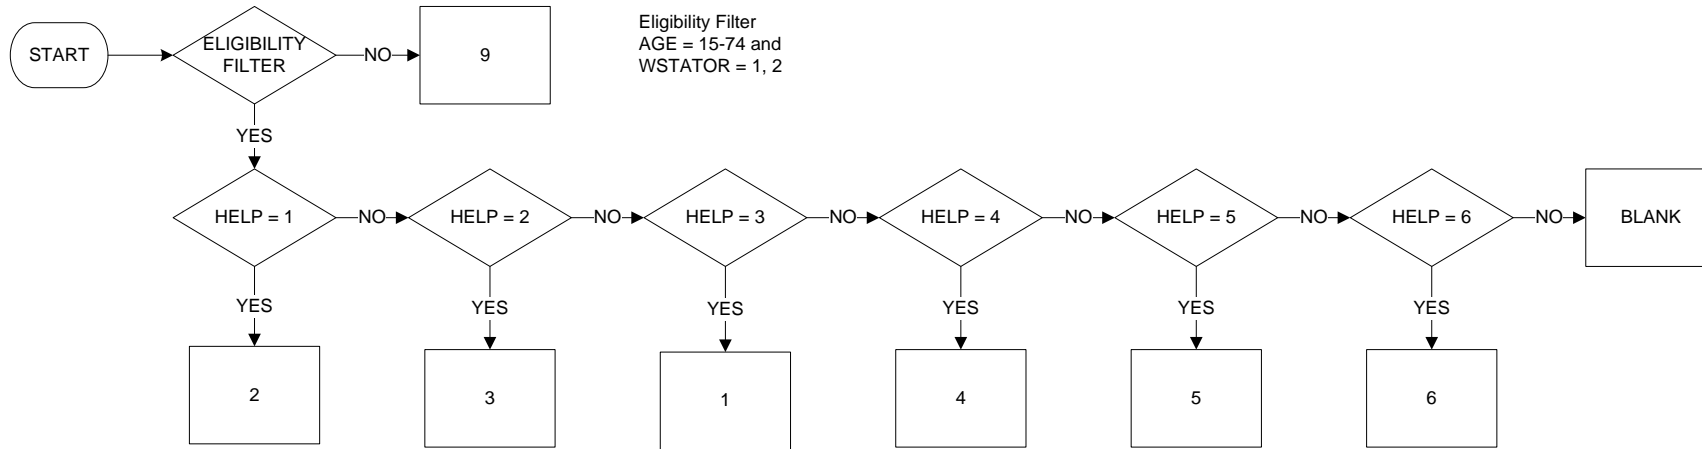 START
ELIGIBILITY
FILTER
NO
9
Eligibility Filter
AGE = 15-74 and
WSTATOR = 1, 2
YES
HELP = 1
NO
HELP = 2
NO
HELP = 3
NO
HELP = 4
NO
HELP = 5
NO
HELP = 6
NO
BLANK
YES
YES
YES
YES
YES
YES
2
3
1
4
5
6